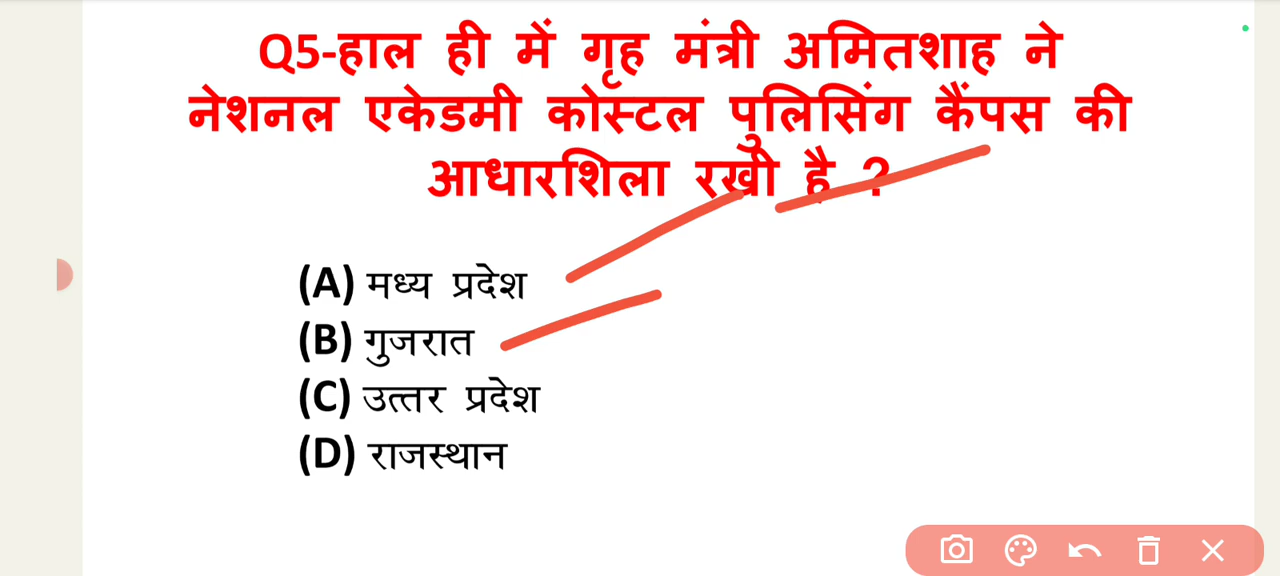 Q5-हाल ही में गृह मंत्री अमितशाह ने
नेशनल एकेडमी कोस्टल पुलिसिंग कैंपस की
आधारशिला रखी है ?
(A) मध्य प्रदेश
(B) गुजरात
(C) उत्तर प्रदेश
(D) राजस्थान